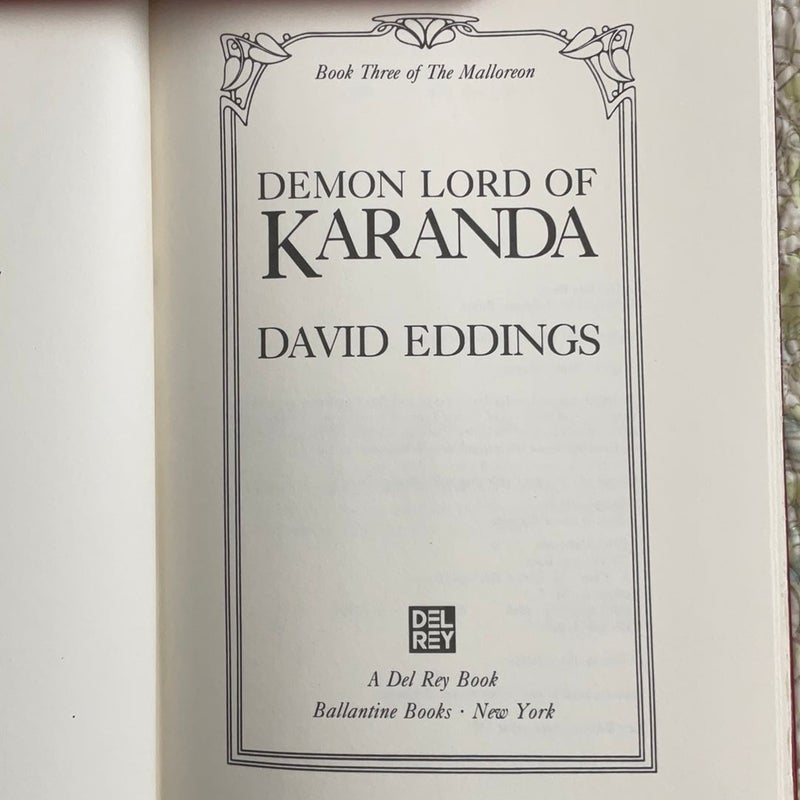 Book Three of The Malloreon
DEMON LORD OF
KARANDA
DAVID EDDINGS
DEL
REY
A Del Rey Book
Ballantine Books · New York